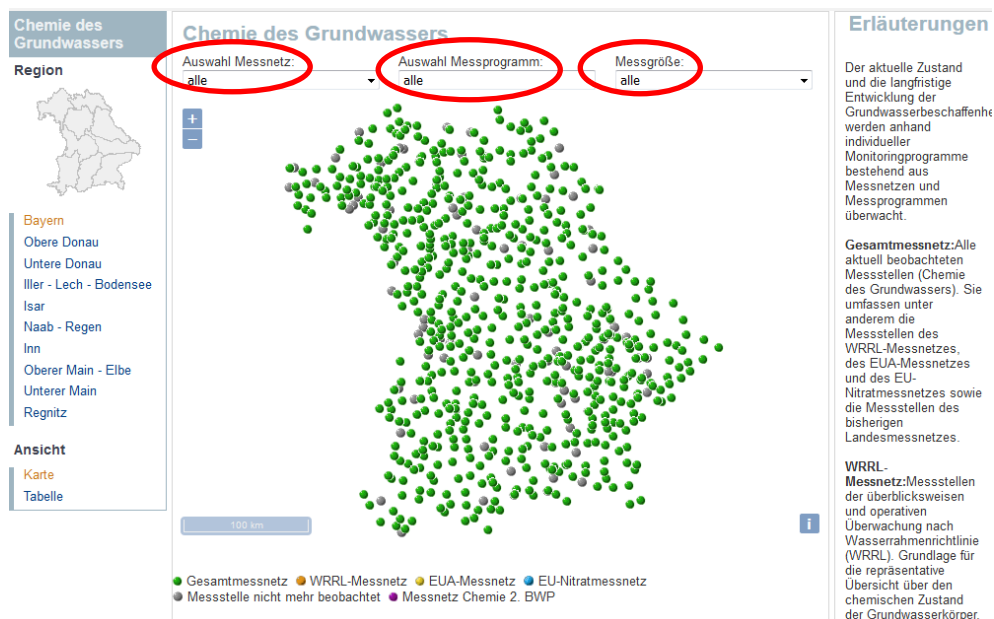 Chemie des
Grundwassers
Region
Bayern
Obere Donau
Untere Donau
Iller - Lech - Bodensee
Isar
Naab - Regen
Inn
Oberer Main - Elbe
Unterer Main
Regnitz
Ansicht
Karte
Tabelle
Chemie des Grundwassers
Auswahl Messnetz:
alle
Auswahl Messprogramm:
alle
Messgröße:
alle
+
−
100 km
i
Gesamtmessnetz WRRL-Messnetz EUA-Messnetz EU-Nitratmessnetz
Messstelle nicht mehr beobachtet Messnetz Chemie 2. BWP
Erläuterungen
Der aktuelle Zustand
und die langfristige
Entwicklung der
Grundwasserbeschaffenhe
werden anhand
individueller
Monitoringprogramme
bestehend aus
Messnetzen und
Messprogrammen
überwacht.
Gesamtmessnetz:Alle
aktuell beobachteten
Messstellen (Chemie
des Grundwassers). Sie
umfassen unter
anderem die
Messstellen des
WRRL-Messnetzes,
des EUA-Messnetzes
und des EU-
Nitratmessnetzes sowie
die Messstellen des
bisherigen
Landesmessnetzes.
WRRL-
Messnetz:Messstellen
der überblicksweisen
und operativen
Überwachung nach
Wasserrahmenrichtlinie
(WRRL). Grundlage für
die repräsentative
Übersicht über den
chemischen Zustand
der Grundwasserkörper.